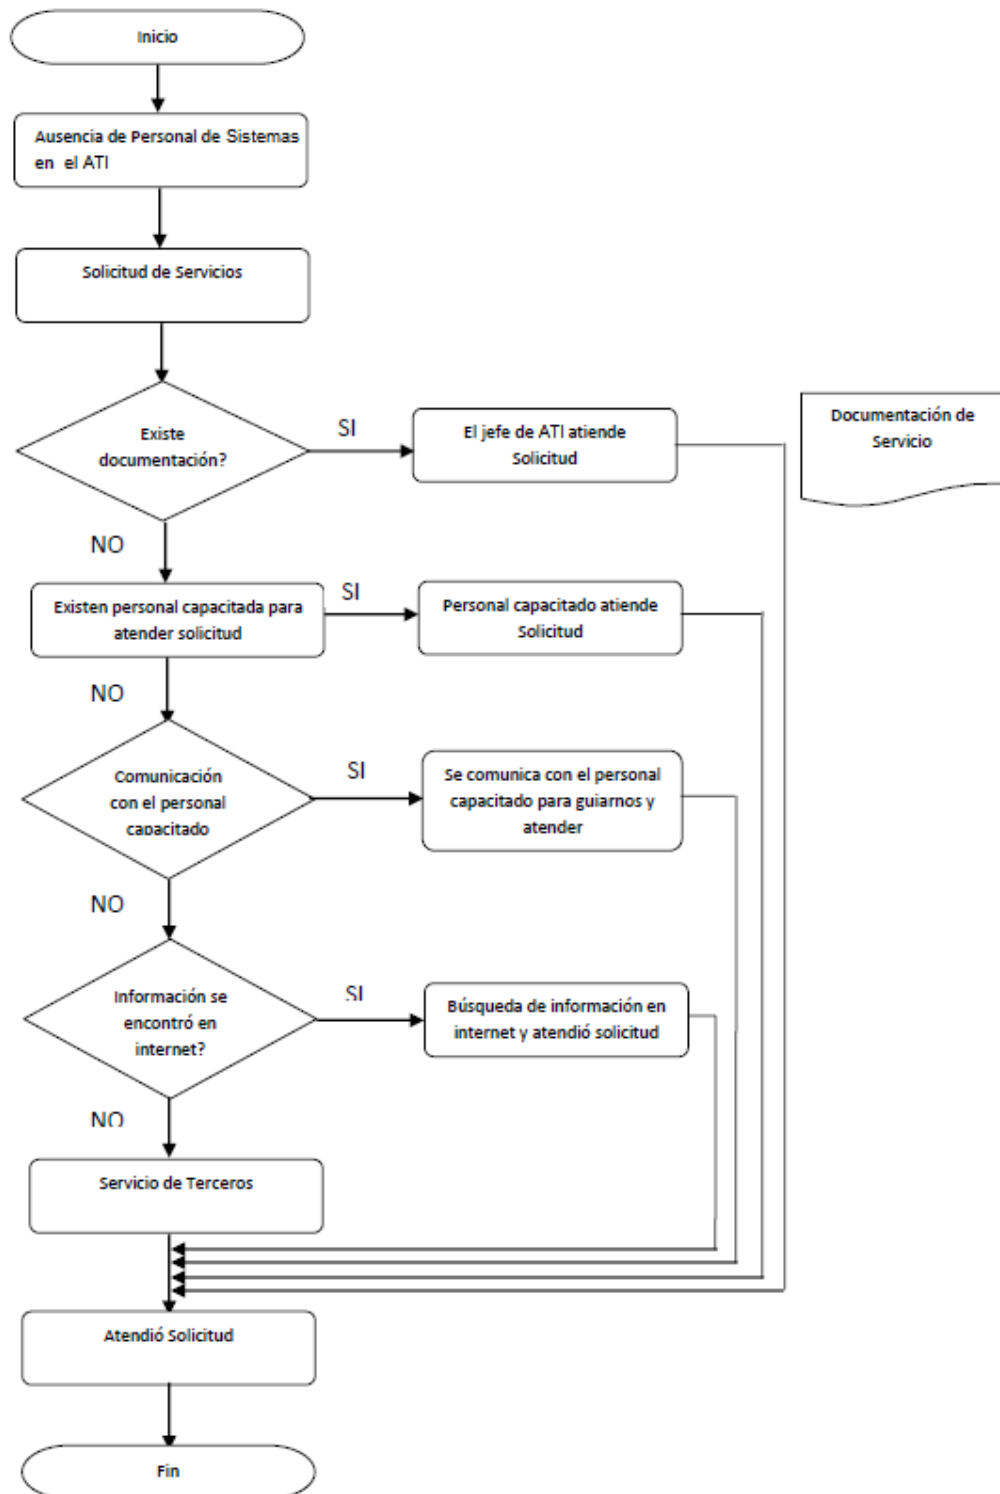 Inicio
Ausencia de Personal de Sistemas
en el ATI
Solicitud de Servicios
Existe
documentación?
SI
El jefe de ATI atiende
Solicitud
Documentación de
Servicio
NO
Existen personal capacitada para
atender solicitud
SI
Personal capacitado atiende
Solicitud
NO
Comunicación
con el personal
capacitado
SI
Se comunica con el personal
capacitado para guiarnos y
atender
NO
Información se
encontró en
internet?
SI
Búsqueda de información en
internet y atendió solicitud
NO
Servicio de Terceros
Atendió Solicitud
Fin